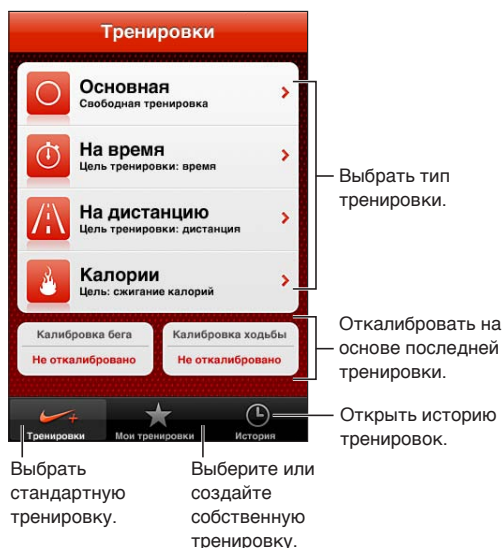 Тренировки
Основная
Свободная тренировка
На время
Цель тренировки: время
На дистанцию
Цель тренировки: дистанция
Калории
Цель: сжигание калорий
Выбрать тип
тренировки.
Калибровка бега
Не откалибровано
Калибровка ходьбы
Не откалибровано
Откалибровать на
основе последней
тренировки.
Тренировки
Мои тренировки
История
Открыть историю
тренировок.
Выбрать
стандартную
тренировку.
Выберите или
создайте
собственную
тренировку.